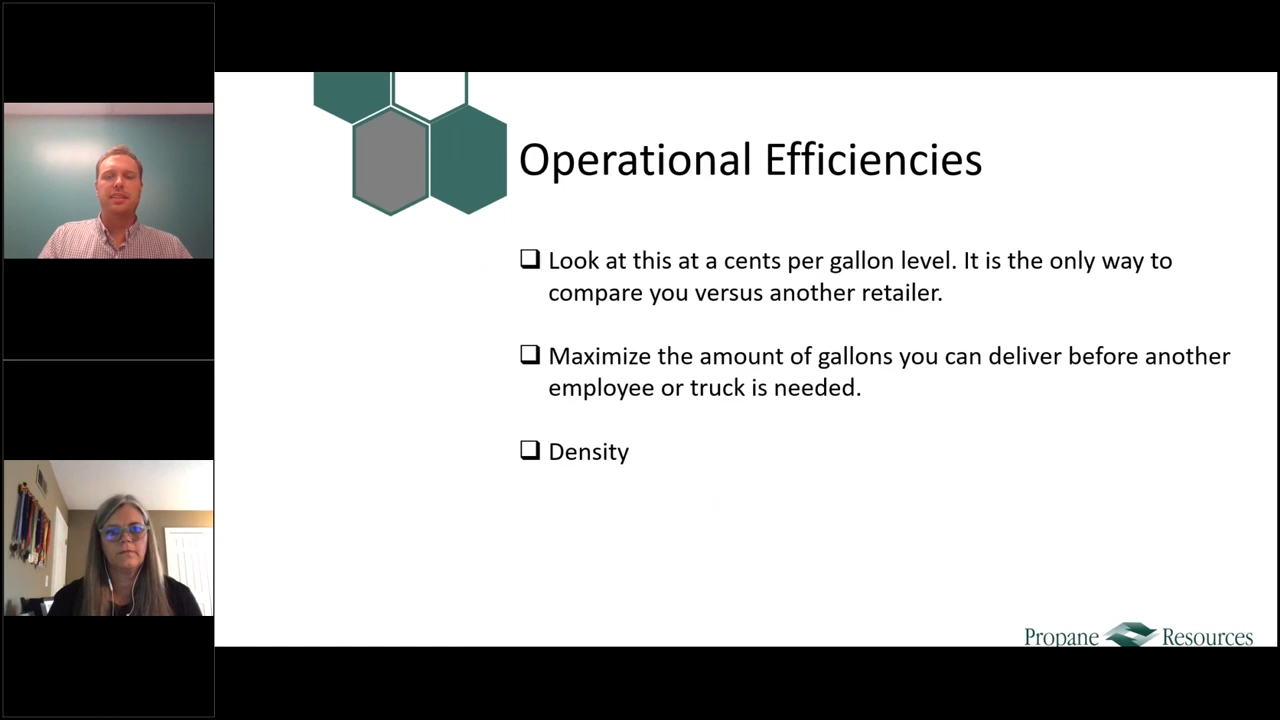 Operational Efficiencies
Look at this at a cents per gallon level. It is the only way to
compare you versus another retailer.
Maximize the amount of gallons you can deliver before another
employee or truck is needed.
Density
Propane Resources